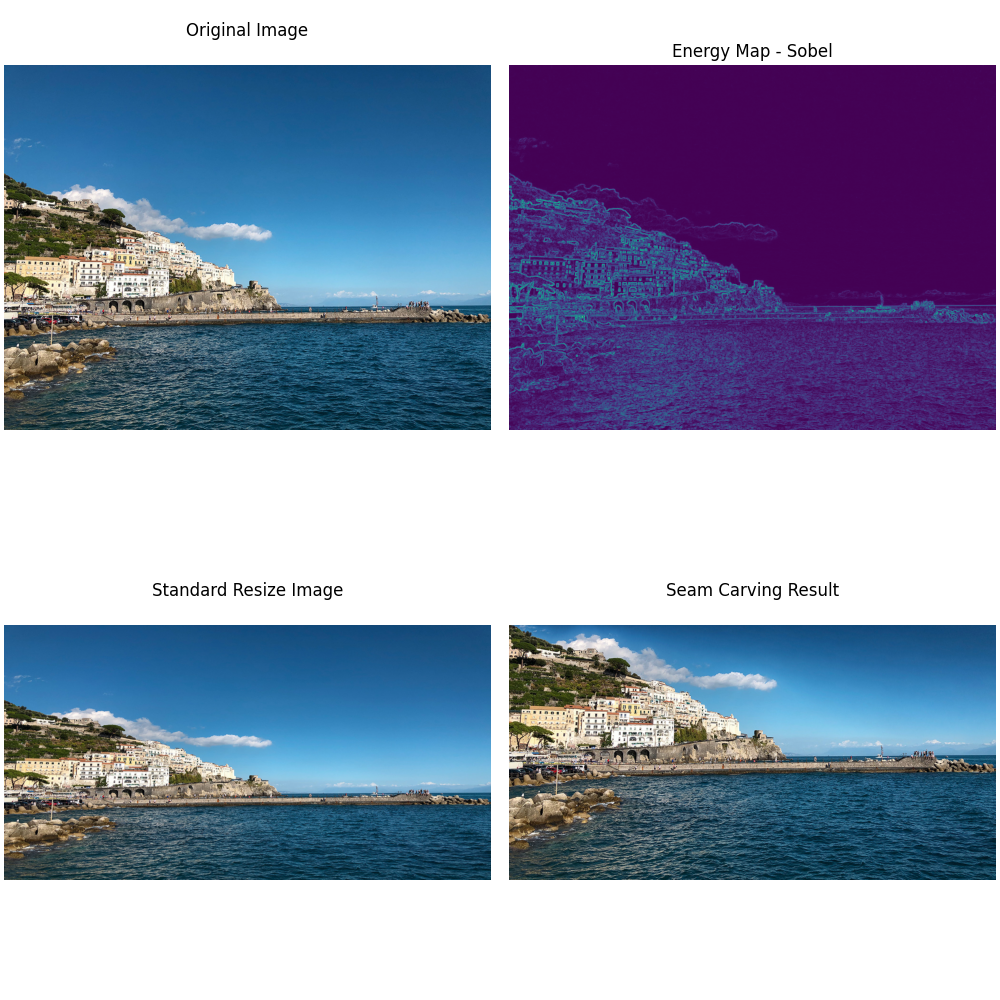 Original Image
Energy Map - Sobel
Standard Resize Image
Seam Carving Result